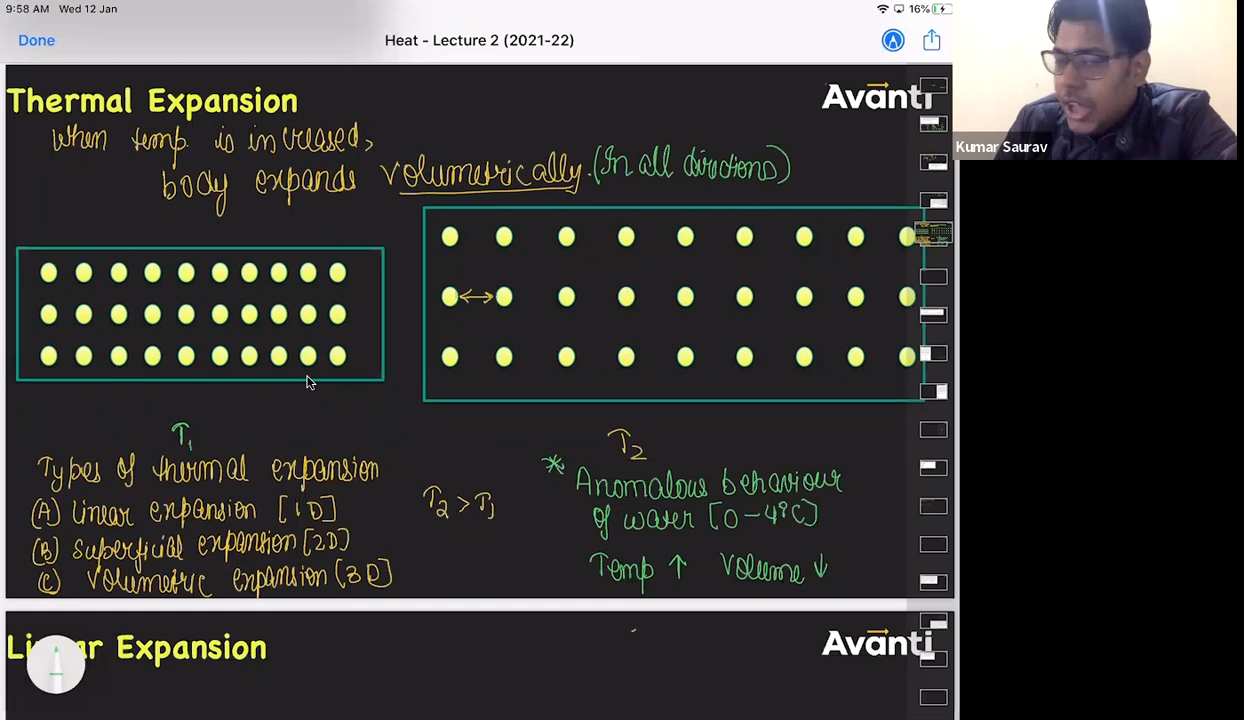 9:58 AM Wed 12 Jan
16%
Done
Heat - Lecture 2 (2021-22)
Thermal Expansion
Avanti
When temp. is increased,
body expands volumetrically. (In all directions)
Kumar Saurav
T₁
T₂
Types of thermal expansion
(A) Linear expansion [1D]
(B) Superficial expansion [2D]
(C) Volumetric expansion [3D]
T₂ > T₁
* Anomalous behaviour
of water [0-4°C]
Temp ↑ Volume ↓
Linear Expansion
Avanti